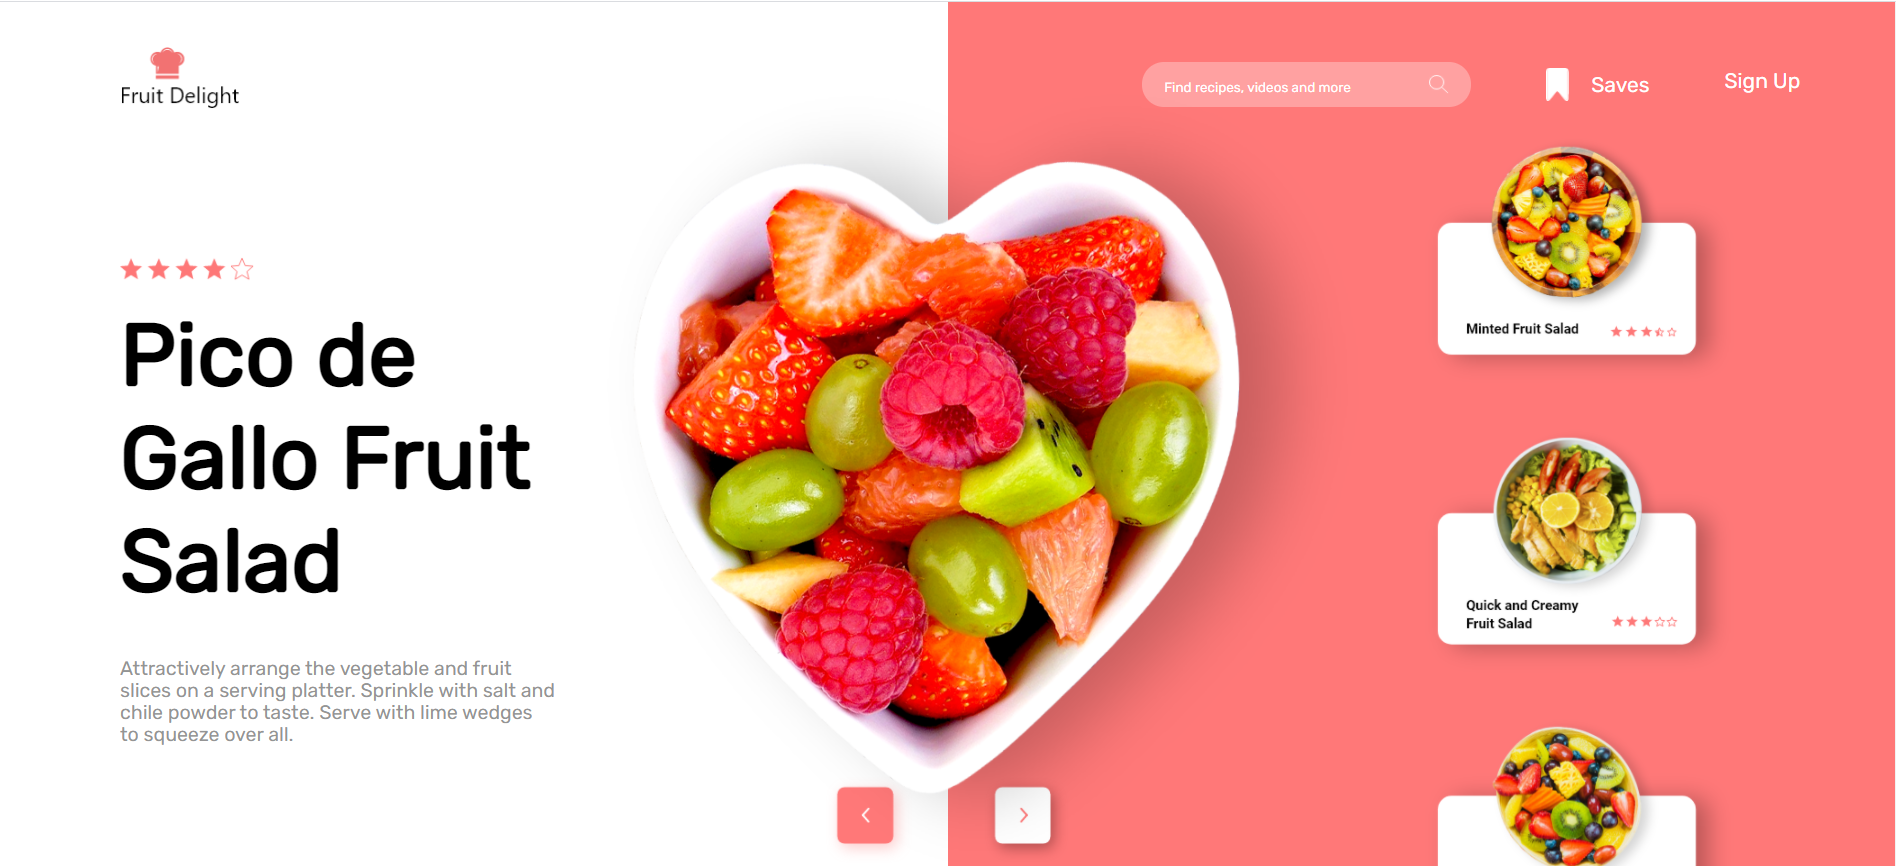 Fruit Delight
Find recipes, videos and more
Saves
Sign Up
Pico de
Gallo Fruit
Salad
Attractively arrange the vegetable and fruit
slices on a serving platter. Sprinkle with salt and
chile powder to taste. Serve with lime wedges
to squeeze over all.
Minted Fruit Salad
Quick and Creamy
Fruit Salad